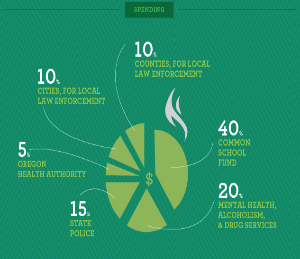 SPENDING
10%
COUNTIES, FOR LOCAL
LAW ENFORCEMENT
10%
CITIES, FOR LOCAL
LAW ENFORCEMENT
40%
COMMON
SCHOOL
FUND
5%
OREGON
HEALTH AUTHORITY
20%
MENTAL HEALTH,
ALCOHOLISM,
& DRUG SERVICES
15%
STATE
POLICE
$